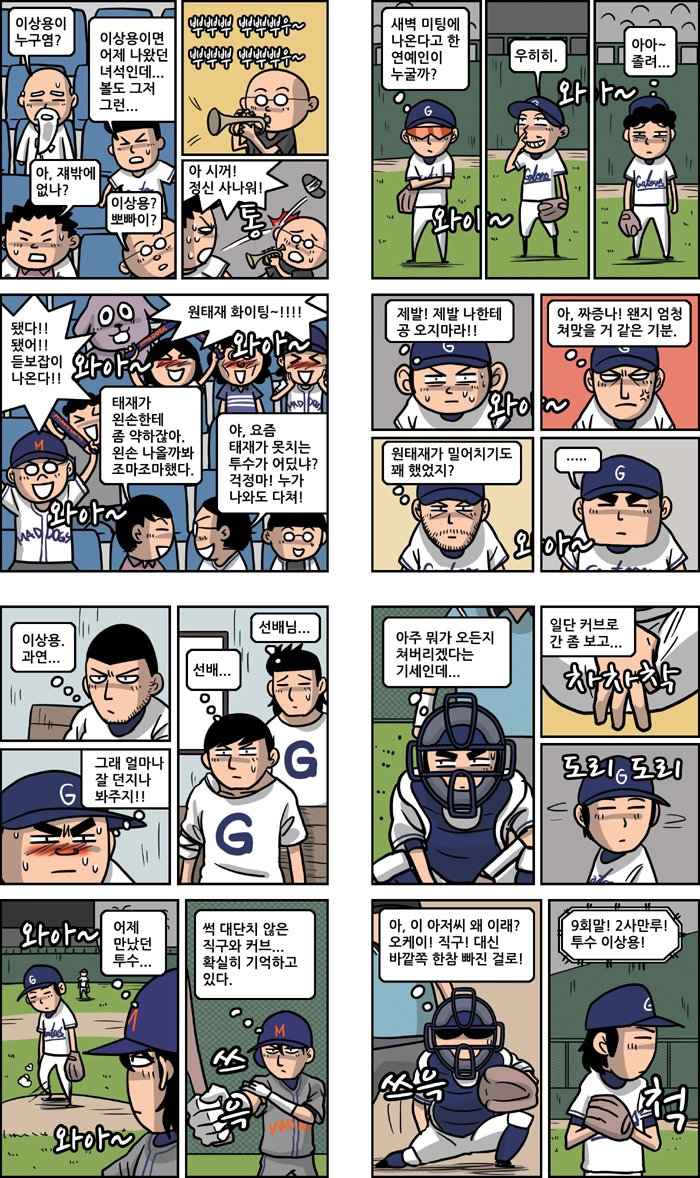 이상용이
누구염?
이상용이면
어제 나왔던
녀석인데...
볼도 그저
그런...
아, 쟤밖에
없나?
이상용?
뽀빠이?
뿌뿌뿌 뿌뿌뿌우~
뿌뿌뿌 뿌뿌뿌우~
아 시꺼!
정신 사나워!
통
됐다!!
됐어!!
듣보잡이
나온다!!
원태재 화이팅~!!!!
와아~
와아~
태재가
왼손한테
좀 약하잖아.
왼손 나올까봐
조마조마했다.
야, 요즘
태재가 못치는
투수가 어딨냐?
걱정마! 누가
나와도 다쳐!
와아~
M
MAD DOGS
MAD DOGS
새벽 미팅에
나온다고 한
연예인이
누굴까?
G
우히히.
와아~
와아~
Gators
아아~
졸려...
Gators
제발! 제발 나한테
공 오지마라!!
G
와아~
아, 짜증나! 왠지 엄청
쳐맞을 거 같은 기분.
원태재가 밀어치기도
꽤 했었지?
와아~
.....
G
이상용.
과연...
그래 얼마나
잘 던지나
봐주지!!
G
선배님...
선배...
G
G
와아~
어제
만났던
투수...
G
M
와아~
썩 대단치 않은
직구와 커브...
확실히 기억하고
있다.
쓰
윽
M
아주 뭐가 오든지
쳐버리겠다는
기세인데...
일단 커브로
간 좀 보고...
차차착
도리도리
G
아, 이 아저씨 왜 이래?
오케이! 직구! 대신
바깥쪽 한참 빠진 걸로!
쓰윽
9회말! 2사만루!
투수 이상용!
G
척